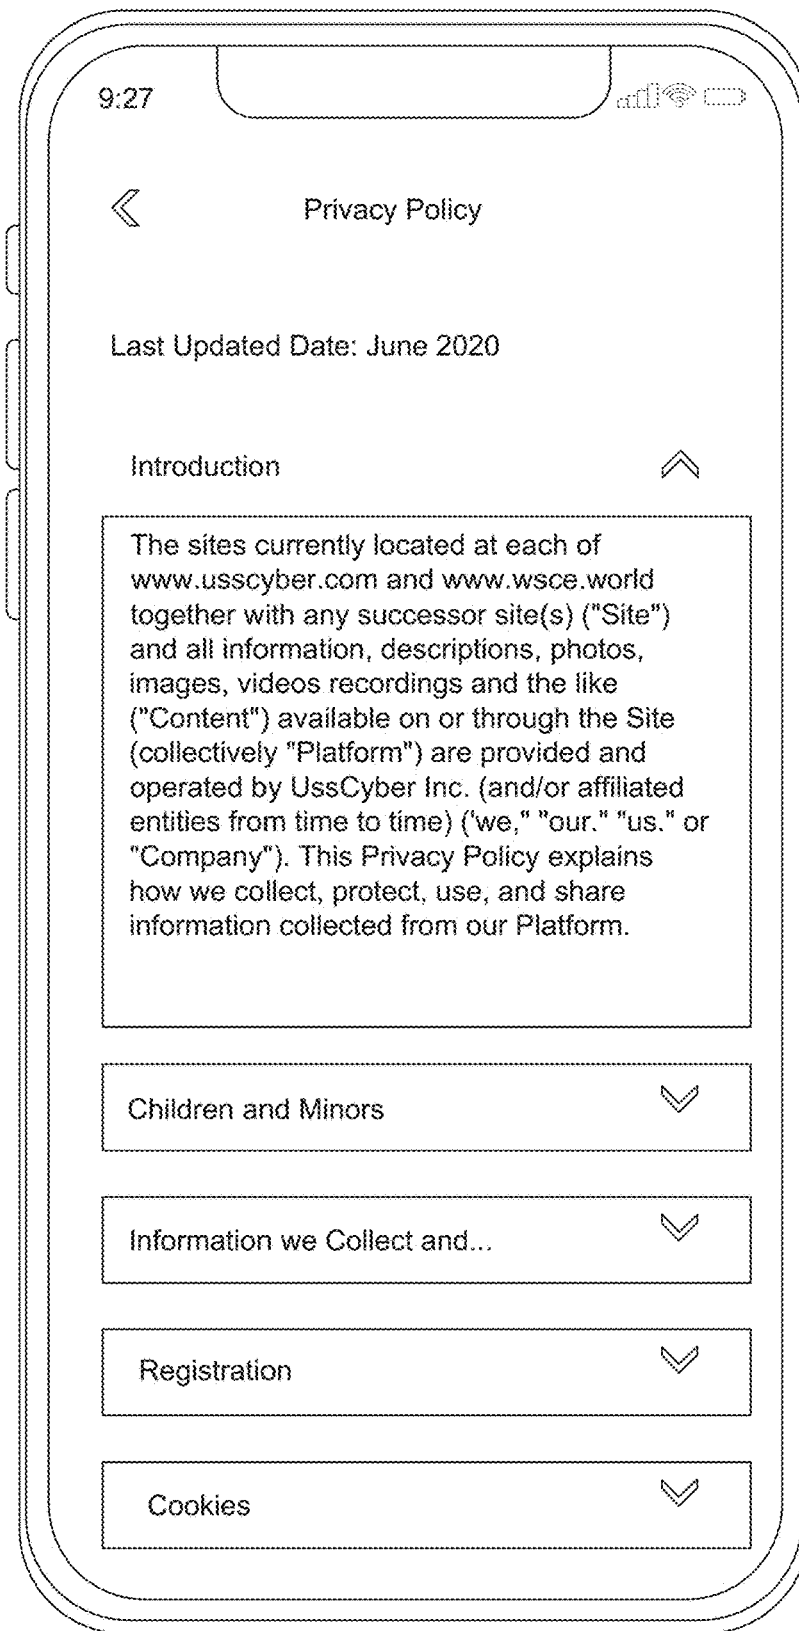 9:27
Privacy Policy
Last Updated Date: June 2020
Introduction
The sites currently located at each of
www.usscyber.com and www.wsce.world
together with any successor site(s) ("Site")
and all information, descriptions, photos,
images, videos recordings and the like
("Content") available on or through the Site
(collectively "Platform") are provided and
operated by UssCyber Inc. (and/or affiliated
entities from time to time) ('we," "our." "us." or
"Company"). This Privacy Policy explains
how we collect, protect, use, and share
information collected from our Platform.
Children and Minors
Information we Collect and...
Registration
Cookies